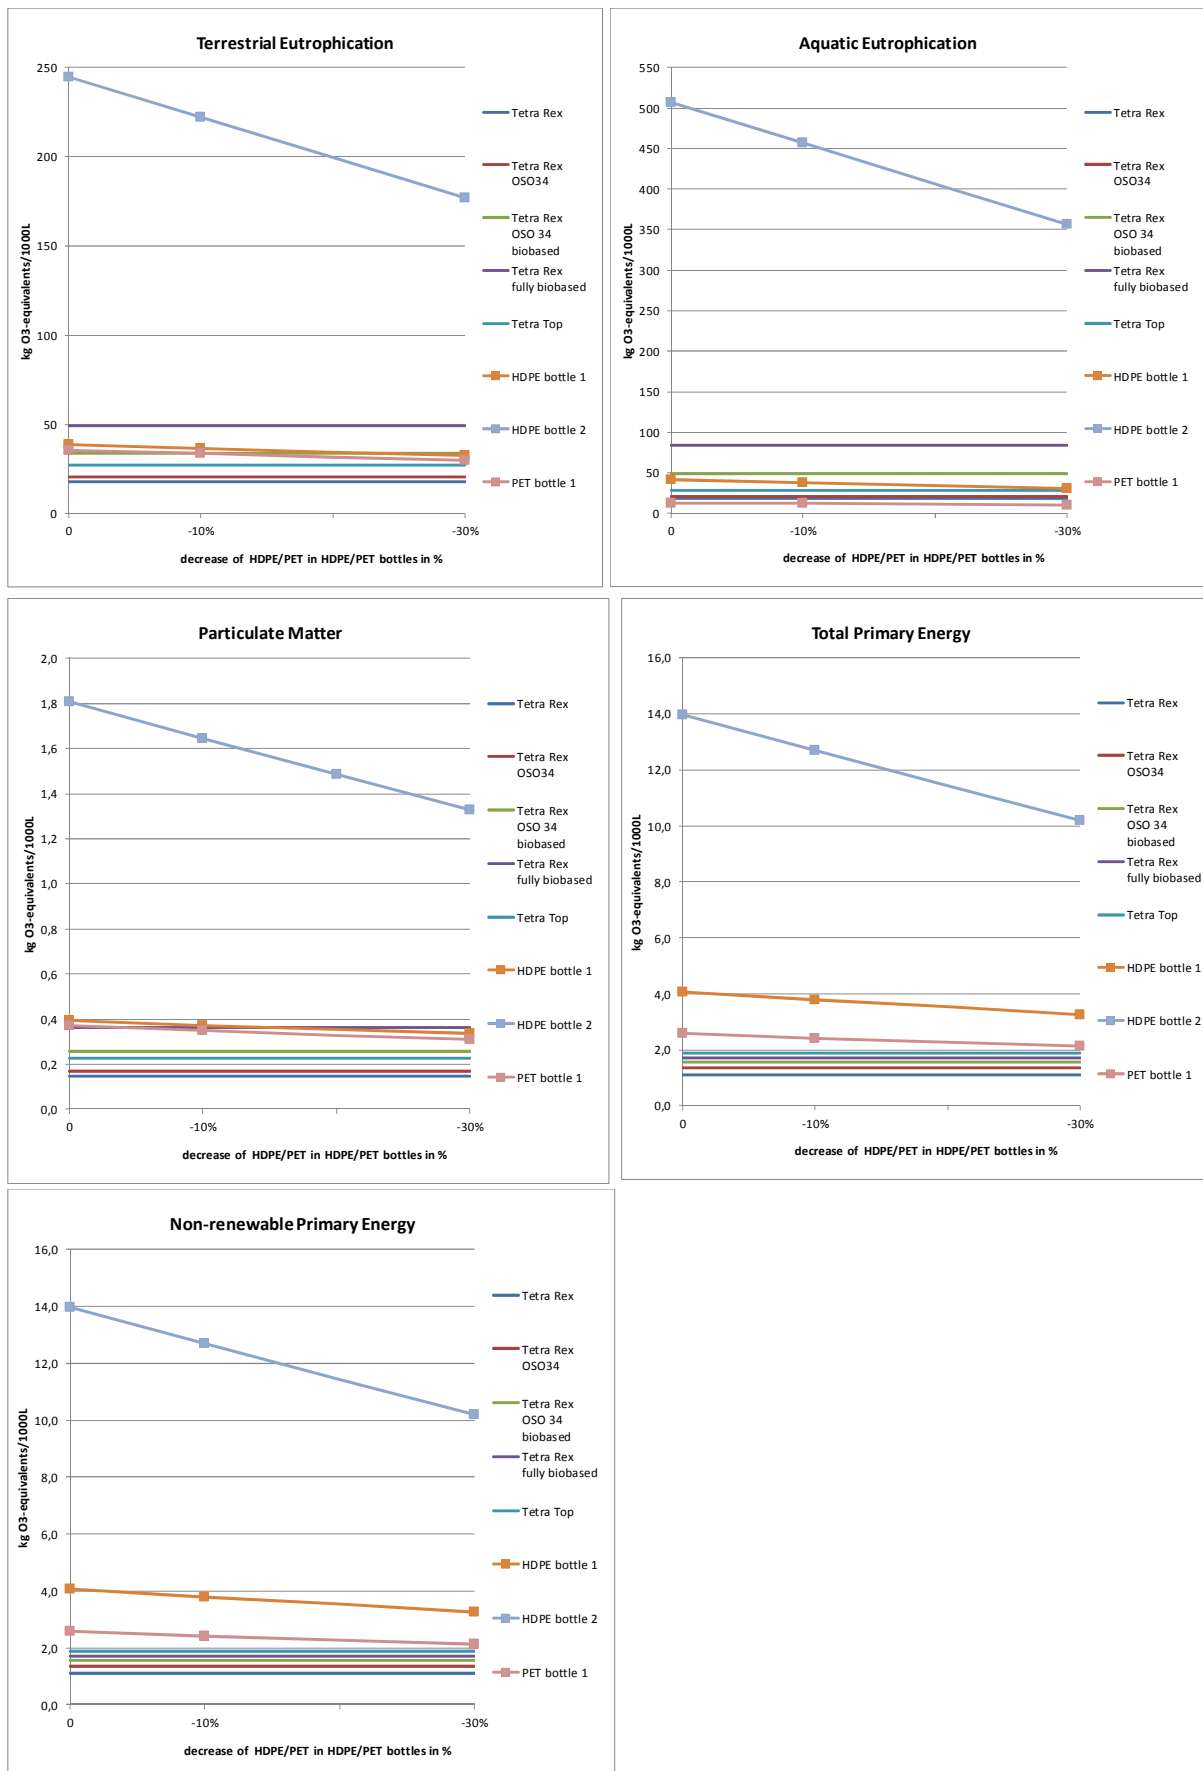 Terrestrial Eutrophication
250
200
150
100
50
0
kg O3-equivalents/1000L
0
-10%
-30%
decrease of HDPE/PET in HDPE/PET bottles in %
Tetra Rex
Tetra Rex
OSO34
Tetra Rex
OSO 34
biobased
Tetra Rex
fully biobased
Tetra Top
HDPE bottle 1
HDPE bottle 2
PET bottle 1
Aquatic Eutrophication
550
500
450
400
350
300
250
200
150
100
50
0
kg O3-equivalents/1000L
0
-10%
-30%
decrease of HDPE/PET in HDPE/PET bottles in %
Tetra Rex
Tetra Rex
OSO34
Tetra Rex
OSO 34
biobased
Tetra Rex
fully biobased
Tetra Top
HDPE bottle 1
HDPE bottle 2
PET bottle 1
Particulate Matter
2,0
1,8
1,6
1,4
1,2
1,0
0,8
0,6
0,4
0,2
0,0
kg O3-equivalents/1000L
0
-10%
-30%
decrease of HDPE/PET in HDPE/PET bottles in %
Tetra Rex
Tetra Rex
OSO34
Tetra Rex
OSO 34
biobased
Tetra Rex
fully biobased
Tetra Top
HDPE bottle 1
HDPE bottle 2
PET bottle 1
Total Primary Energy
16,0
14,0
12,0
10,0
8,0
6,0
4,0
2,0
0,0
kg O3-equivalents/1000L
0
-10%
-30%
decrease of HDPE/PET in HDPE/PET bottles in %
Tetra Rex
Tetra Rex
OSO34
Tetra Rex
OSO 34
biobased
Tetra Rex
fully biobased
Tetra Top
HDPE bottle 1
HDPE bottle 2
PET bottle 1
Non-renewable Primary Energy
16,0
14,0
12,0
10,0
8,0
6,0
4,0
2,0
0,0
kg O3-equivalents/1000L
0
-10%
-30%
decrease of HDPE/PET in HDPE/PET bottles in %
Tetra Rex
Tetra Rex
OSO34
Tetra Rex
OSO 34
biobased
Tetra Rex
fully biobased
Tetra Top
HDPE bottle 1
HDPE bottle 2
PET bottle 1